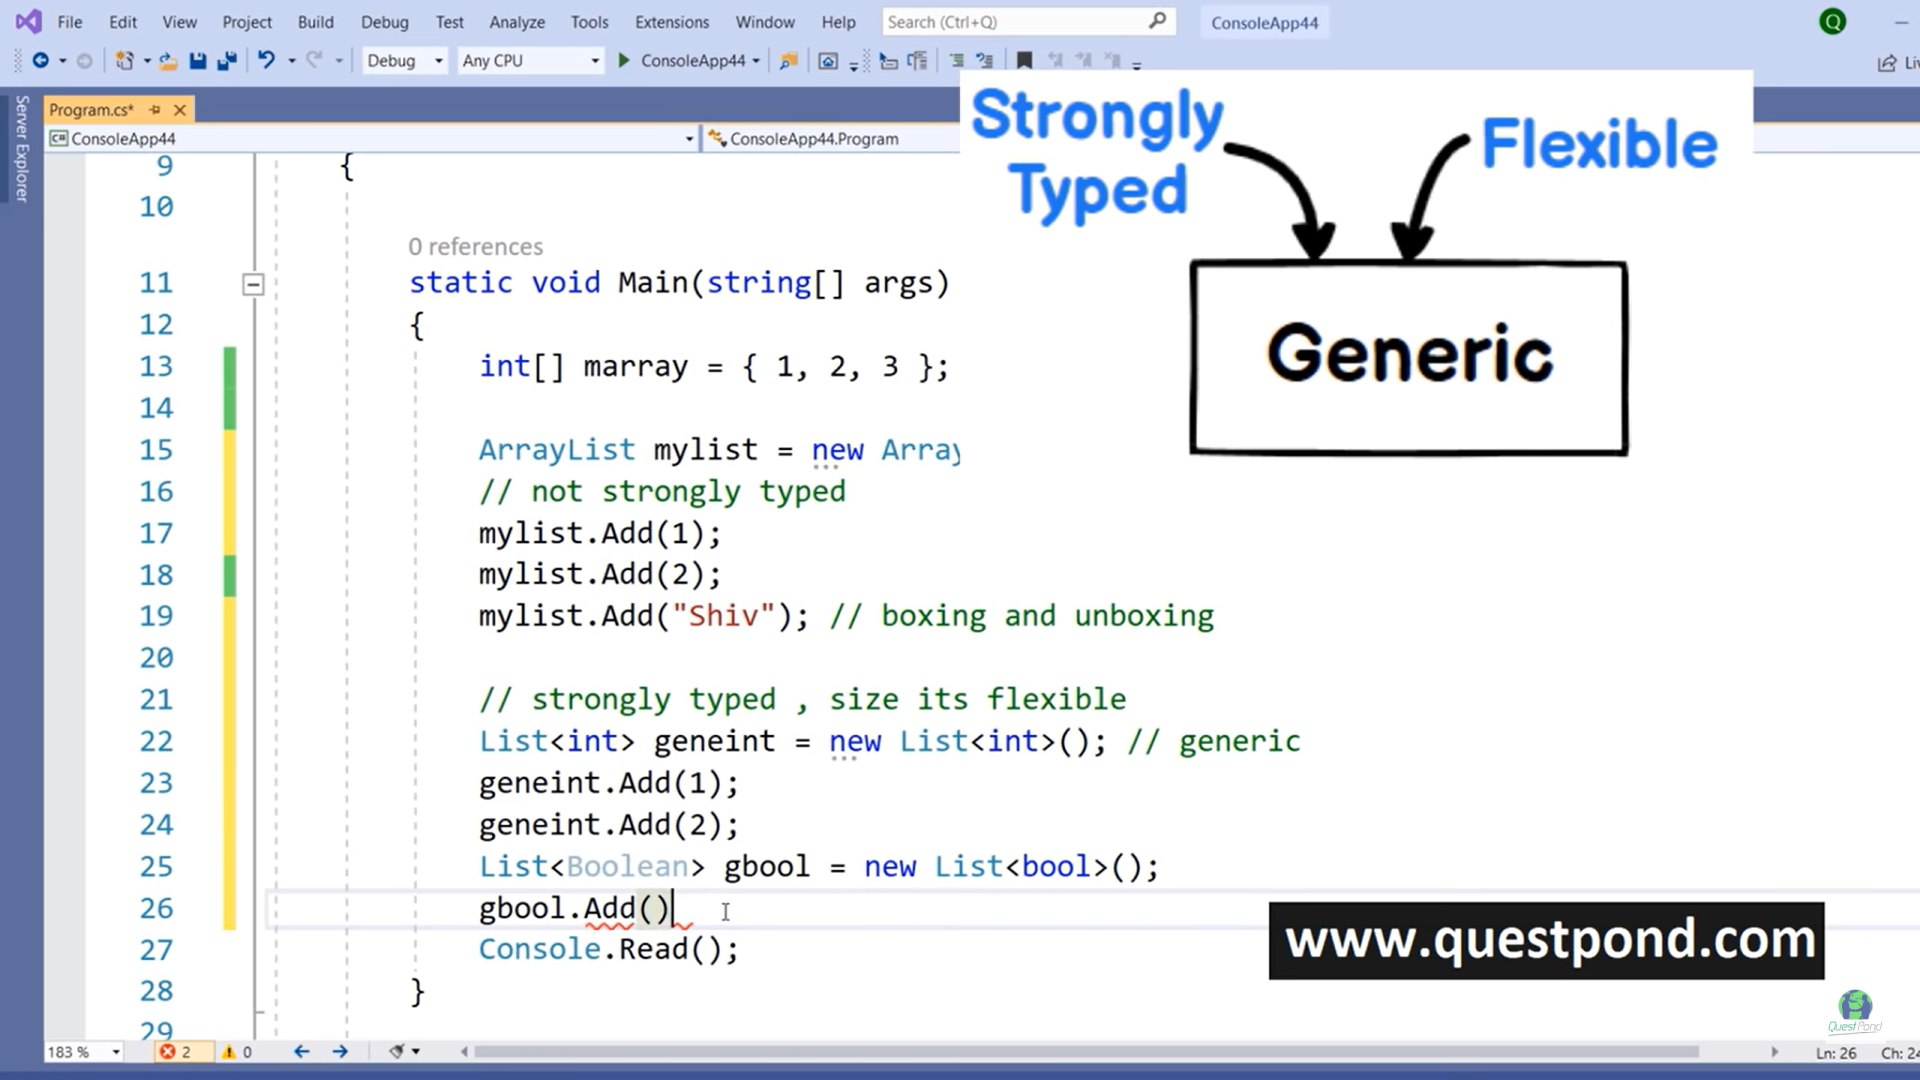 File Edit View Project Build Debug Test Analyze Tools Extensions Window Help Search (Ctrl+Q) ConsoleApp44 Q
Debug Any CPU ConsoleApp44 Liv
Server Explorer
Program.cs*
C# ConsoleApp44 ConsoleApp44.Program
Strongly
Typed
Flexible
Generic
9 {
10
0 references
11 static void Main(string[] args)
12 {
13 int[] marray = { 1, 2, 3 };
14
15 ArrayList mylist = new Array
16 // not strongly typed
17 mylist.Add(1);
18 mylist.Add(2);
19 mylist.Add("Shiv"); // boxing and unboxing
20
21 // strongly typed , size its flexible
22 List<int> geneint = new List<int>(); // generic
23 geneint.Add(1);
24 geneint.Add(2);
25 List<Boolean> gbool = new List<bool>();
26 gbool.Add()
27 Console.Read();
28 }
29
www.questpond.com
QuestPond
183 % 2 0 Ln: 26 Ch: 24